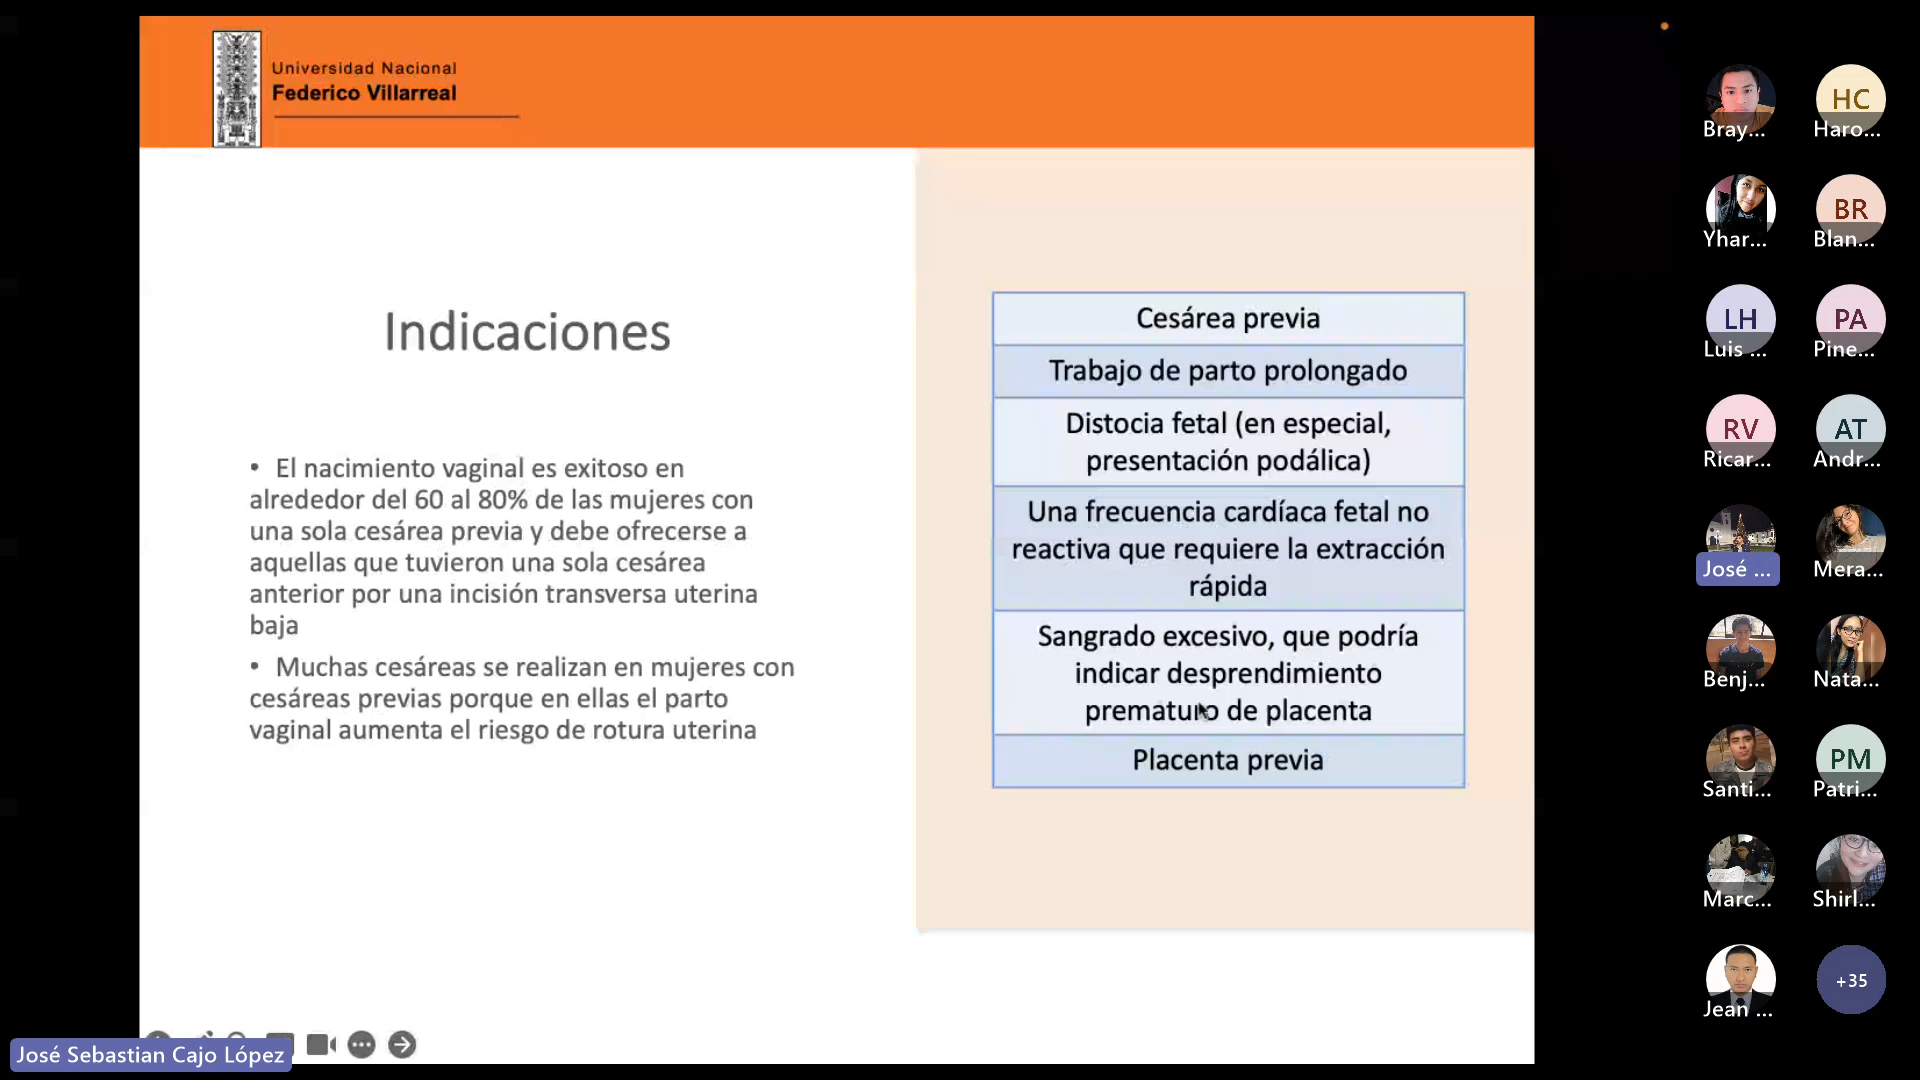 Universidad Nacional
Federico Villarreal
Indicaciones
• El nacimiento vaginal es exitoso en
alrededor del 60 al 80% de las mujeres con
una sola cesárea previa y debe ofrecerse a
aquellas que tuvieron una sola cesárea
anterior por una incisión transversa uterina
baja
• Muchas cesáreas se realizan en mujeres con
cesáreas previas porque en ellas el parto
vaginal aumenta el riesgo de rotura uterina
Cesárea previa
Trabajo de parto prolongado
Distocia fetal (en especial,
presentación podálica)
Una frecuencia cardíaca fetal no
reactiva que requiere la extracción
rápida
Sangrado excesivo, que podría
indicar desprendimiento
prematuro de placenta
Placenta previa
José Sebastian Cajo López
Bray...
HC
Haro...
Yhar...
BR
Blan...
LH
Luis ...
PA
Pine...
RV
Ricar...
AT
Andr...
José ...
Mera...
Benj...
Nata...
Santi...
PM
Patri...
Marc...
Shirl...
Jean ...
+35